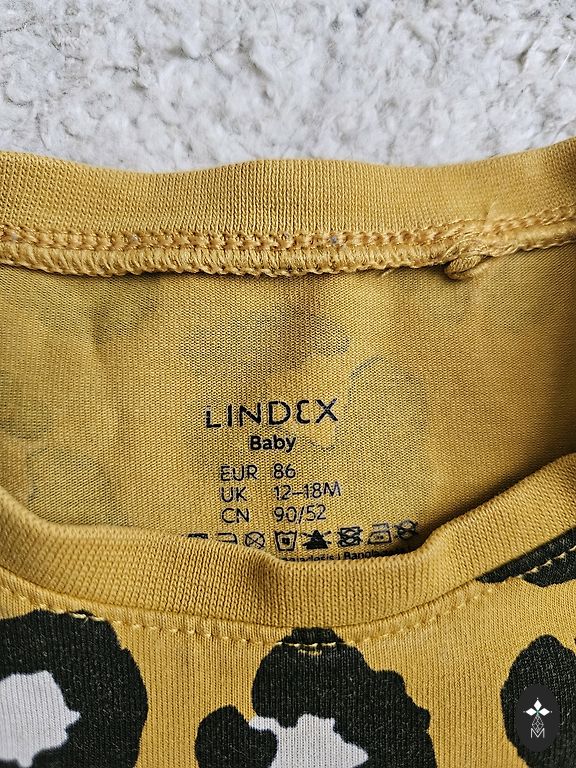 LINDEX
Baby
EUR 86
UK 12–18M
CN 90/52